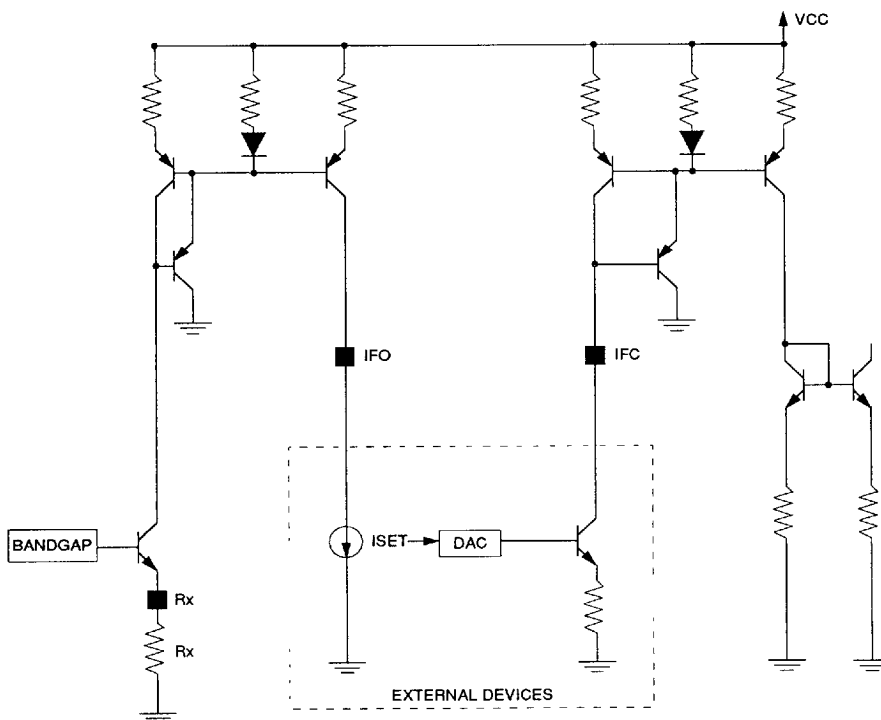 VCC
IFO
IFC
BANDGAP
ISET
DAC
Rx
Rx
EXTERNAL DEVICES